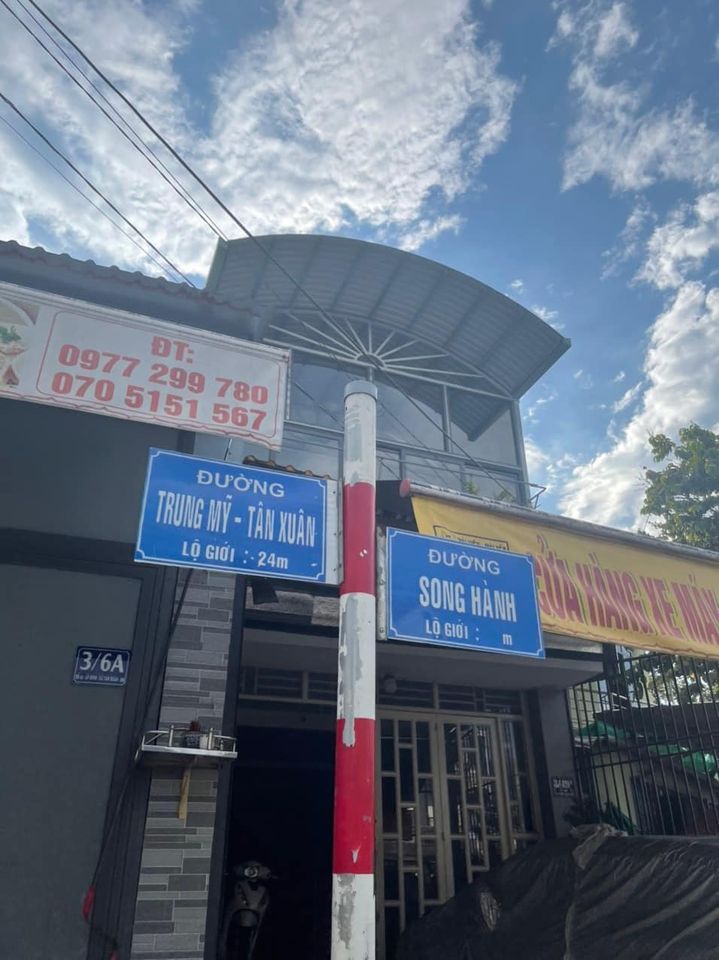 ĐT:
0977 299 780
070 5151 567
ĐƯỜNG
TRUNG MỸ - TÂN XUÂN
LỘ GIỚI : 24m
ĐƯỜNG
SONG HÀNH
LỘ GIỚI : m
CỬA HÀNG XE MÁY
3/6A